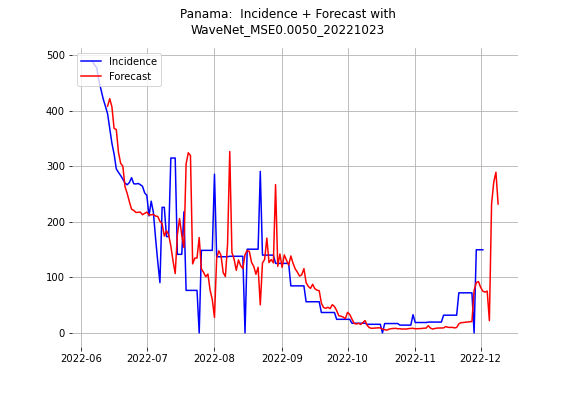 Panama:  Incidence + Forecast with
WaveNet_MSE0.0050_20221023
500
400
300
200
100
0
Incidence
Forecast
2022-06 2022-07 2022-08 2022-09 2022-10 2022-11 2022-12